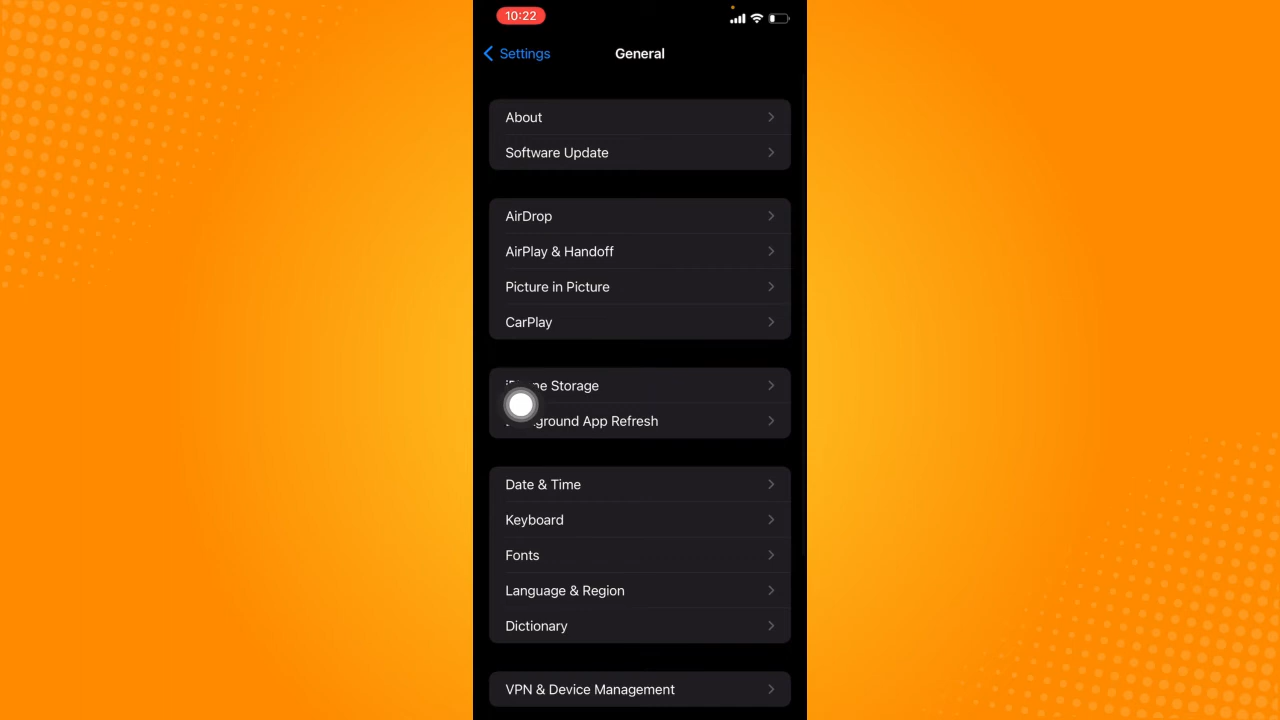 10:22
Settings
General
About
Software Update
AirDrop
AirPlay & Handoff
Picture in Picture
CarPlay
Storage
App Refresh
Date & Time
Keyboard
Fonts
Language & Region
Dictionary
VPN & Device Management